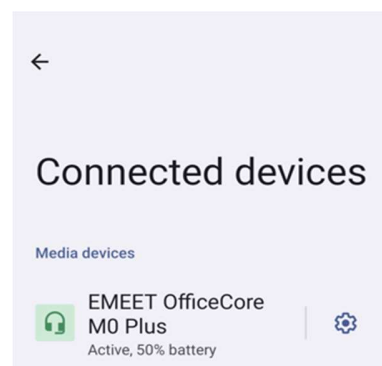 Connected devices
Media devices
EMEET OfficeCore
M0 Plus
Active, 50% battery